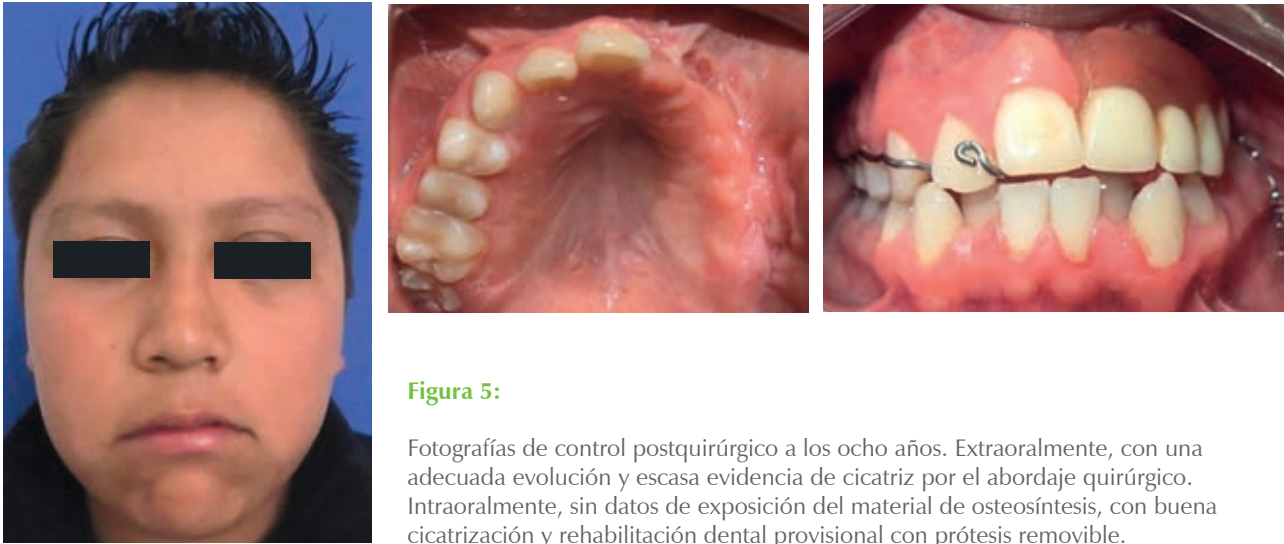 Figura 5:
Fotografías de control postquirúrgico a los ocho años. Extraoralmente, con una
adecuada evolución y escasa evidencia de cicatriz por el abordaje quirúrgico.
Intraoralmente, sin datos de exposición del material de osteosíntesis, con buena
cicatrización y rehabilitación dental provisional con prótesis removible.